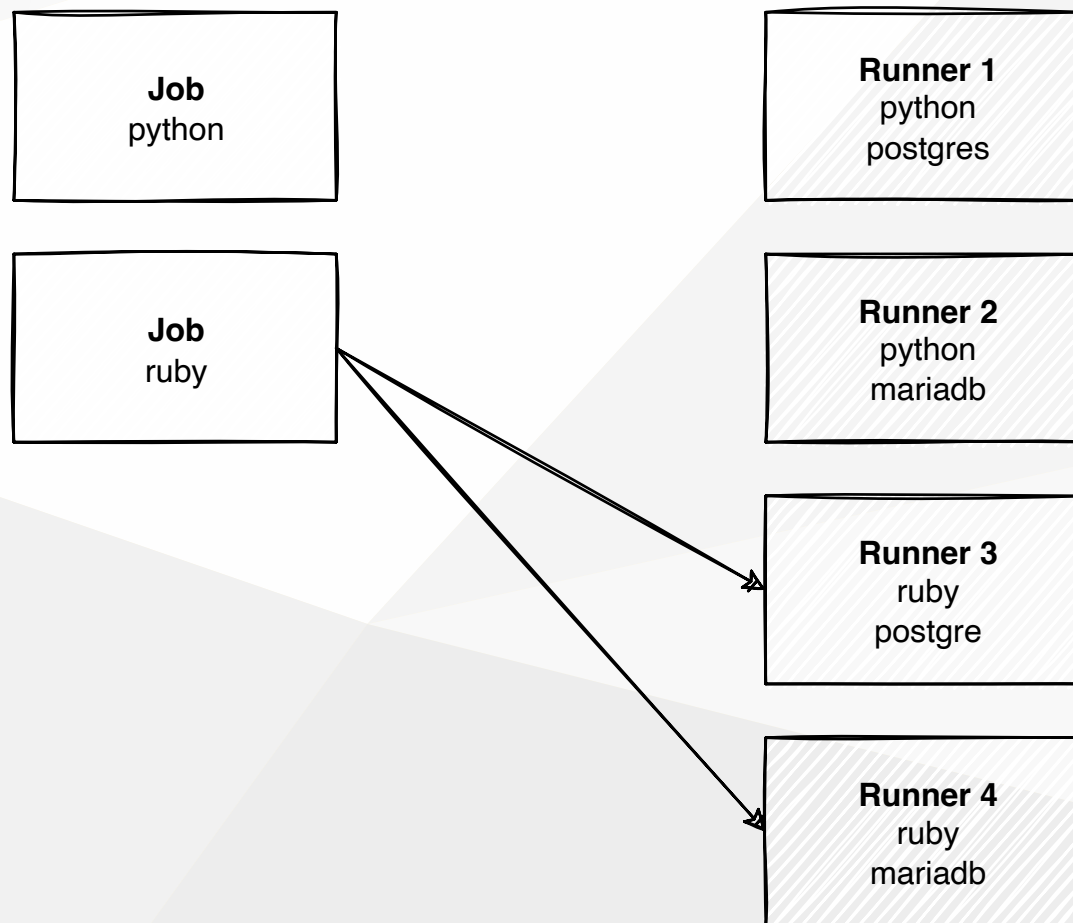 Job
python
Job
ruby
Runner 1
python
postgres
Runner 2
python
mariadb
Runner 3
ruby
postgre
Runner 4
ruby
mariadb